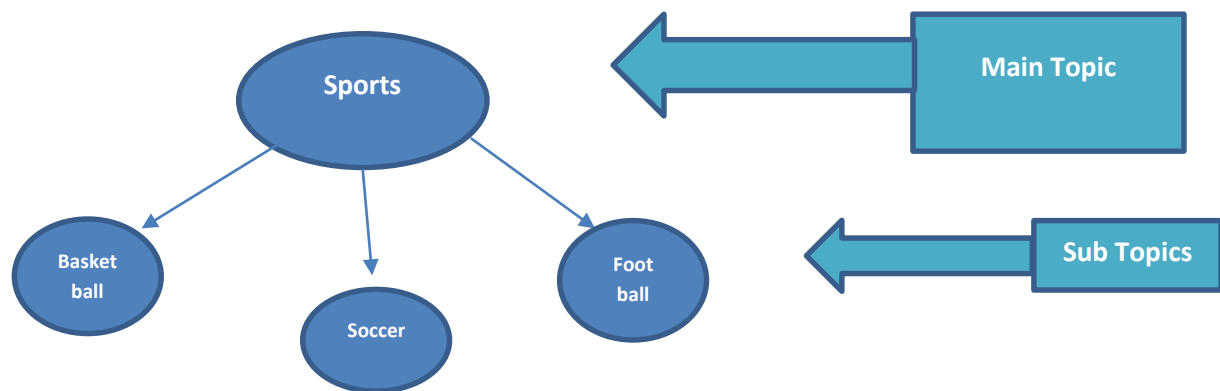 Sports
Main Topic
Basket
ball
Soccer
Foot
ball
Sub Topics